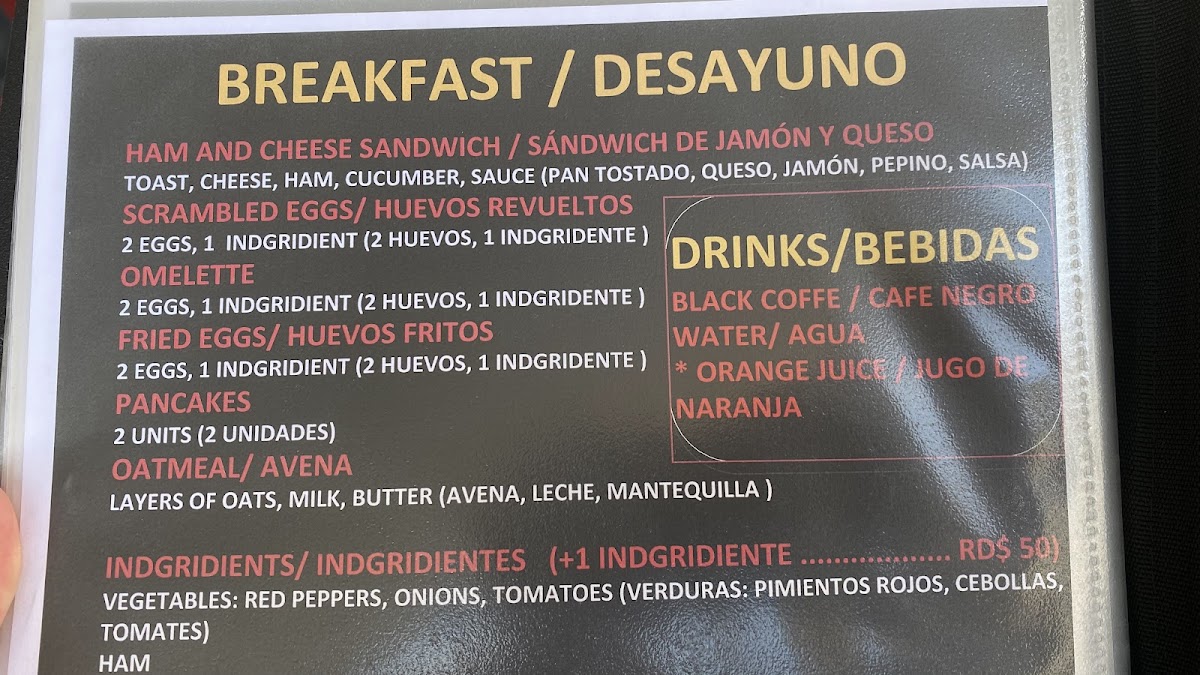 BREAKFAST / DESAYUNO
HAM AND CHEESE SANDWICH / SÁNDWICH DE JAMÓN Y QUESO
TOAST, CHEESE, HAM, CUCUMBER, SAUCE (PAN TOSTADO, QUESO, JAMÓN, PEPINO, SALSA)
SCRAMBLED EGGS/ HUEVOS REVUELTOS
2 EGGS, 1 INDGRIDIENT (2 HUEVOS, 1 INDGRIDENTE )
OMELETTE
2 EGGS, 1 INDGRIDIENT (2 HUEVOS, 1 INDGRIDENTE )
FRIED EGGS/ HUEVOS FRITOS
2 EGGS, 1 INDGRIDIENT (2 HUEVOS, 1 INDGRIDENTE )
PANCAKES
2 UNITS (2 UNIDADES)
OATMEAL/ AVENA
LAYERS OF OATS, MILK, BUTTER (AVENA, LECHE, MANTEQUILLA )
DRINKS/BEBIDAS
BLACK COFFE / CAFE NEGRO
WATER/ AGUA
* ORANGE JUICE / JUGO DE
NARANJA
INDGRIDIENTS/ INDGRIDIENTES (+1 INDGRIDIENTE .................. RD$ 50)
VEGETABLES: RED PEPPERS, ONIONS, TOMATOES (VERDURAS: PIMIENTOS ROJOS, CEBOLLAS,
TOMATES)
HAM